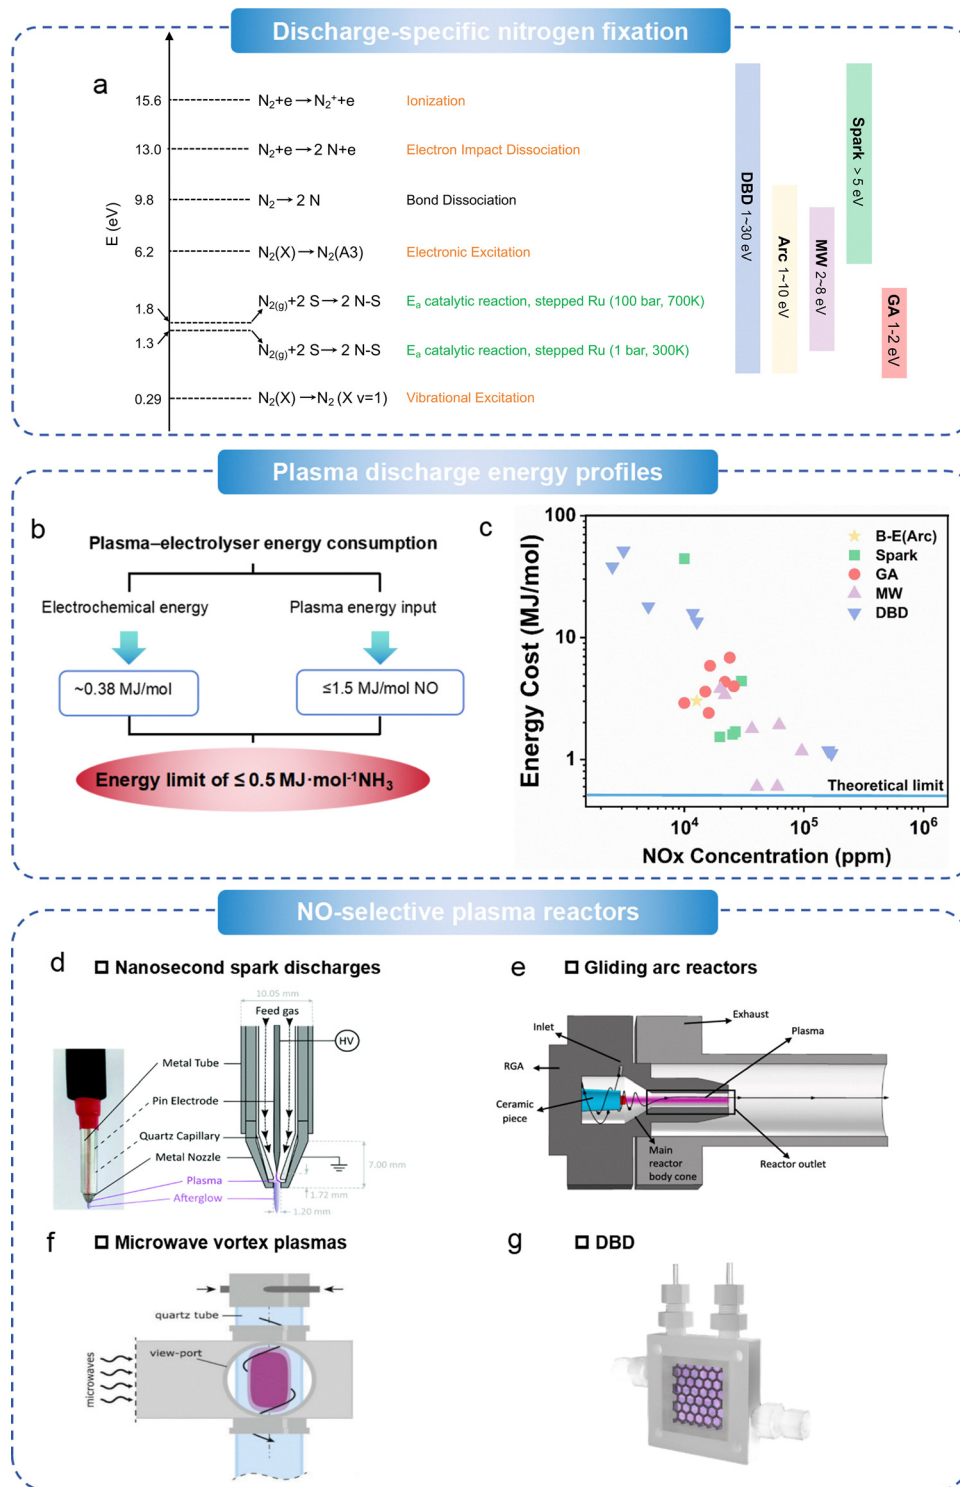 Discharge-specific nitrogen fixation
a
E (eV)
15.6 N₂+e→N₂⁺+e Ionization
13.0 N₂+e→2 N+e Electron Impact Dissociation
9.8 N₂→2 N Bond Dissociation
6.2 N₂(X)→N₂(A3) Electronic Excitation
1.8 N₂(g)+2 S→2 N-S Eₐ catalytic reaction, stepped Ru (100 bar, 700K)
1.3 N₂(g)+2 S→2 N-S Eₐ catalytic reaction, stepped Ru (1 bar, 300K)
0.29 N₂(X)→N₂ (X v=1) Vibrational Excitation
DBD 1~30 eV
Arc 1~10 eV
MW 2~8 eV
Spark > 5 eV
GA 1-2 eV
Plasma discharge energy profiles
b
Plasma–electrolyser energy consumption
Electrochemical energy
Plasma energy input
~0.38 MJ/mol
≤1.5 MJ/mol NO
Energy limit of ≤ 0.5 MJ·mol⁻¹NH₃
c
Energy Cost (MJ/mol)
100
10
1
B-E(Arc)
Spark
GA
MW
DBD
Theoretical limit
10⁴
10⁵
10⁶
NOx Concentration (ppm)
NO-selective plasma reactors
d
Nanosecond spark discharges
10.05 mm
Feed gas
HV
Metal Tube
Pin Electrode
Quartz Capillary
Metal Nozzle
Plasma
Afterglow
7.00 mm
1.72 mm
1.20 mm
e
Gliding arc reactors
Exhaust
Inlet
Plasma
RGA
Ceramic
piece
Main
reactor
body cone
Reactor outlet
f
Microwave vortex plasmas
quartz tube
view-port
microwaves
g
DBD